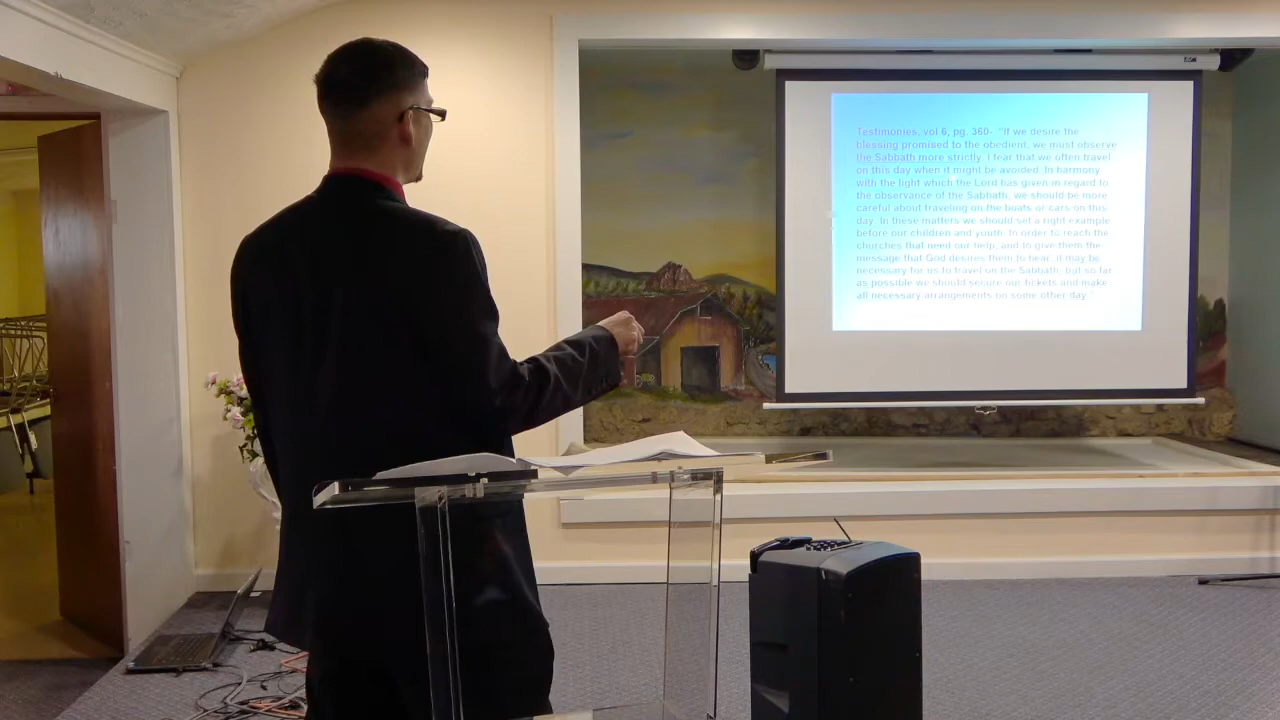 Testimonies, vol 6, pg. 360- "If we desire the
blessing promised to the obedient, we must observe
the Sabbath more strictly. I fear that we often travel
on this day when it might be avoided. In harmony
with the light which the Lord has given in regard to
the observance of the Sabbath, we should be more
careful about traveling on the boats or cars on this
day. In these matters we should set a right example
before our children and youth. In order to reach the
churches that need our help, and to give them the
message that God desires them to hear, it may be
necessary for us to travel on the Sabbath, but so far
as possible we should secure our tickets and make
all necessary arrangements on some other day."